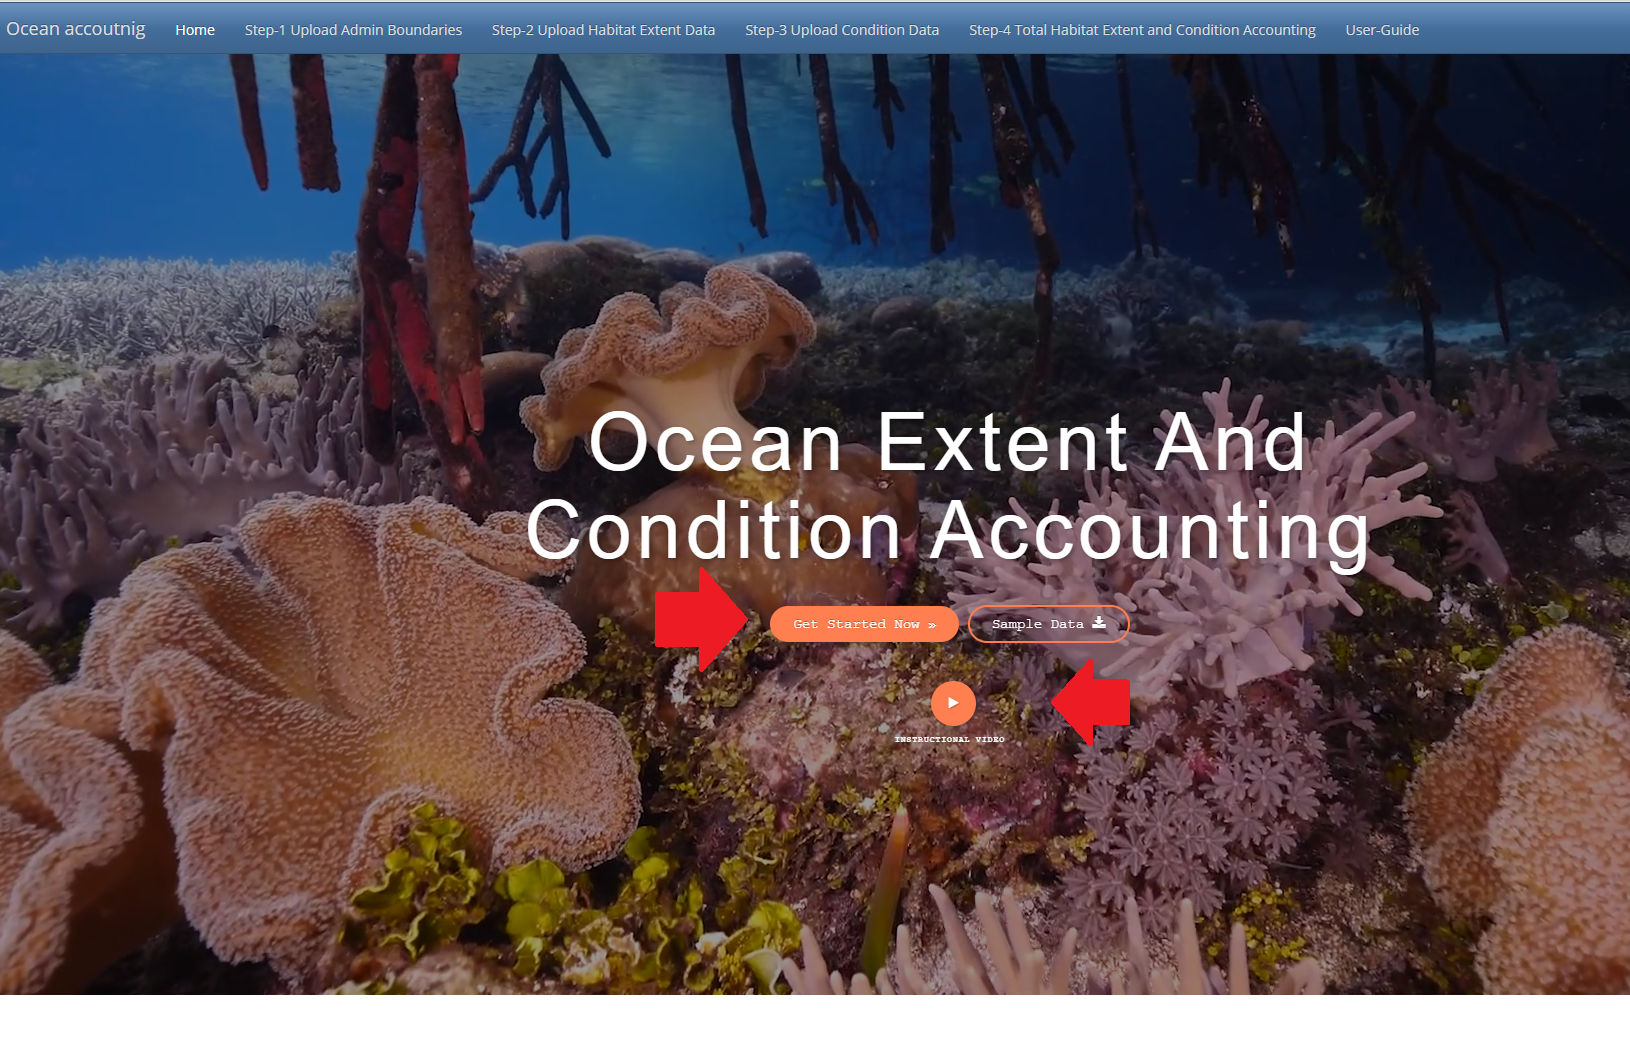 Ocean accoutnig Home Step-1 Upload Admin Boundaries Step-2 Upload Habitat Extent Data Step-3 Upload Condition Data Step-4 Total Habitat Extent and Condition Accounting User-Guide
Ocean Extent And
Condition Accounting
Get Started Now » Sample Data
INSTRUCTIONAL VIDEO